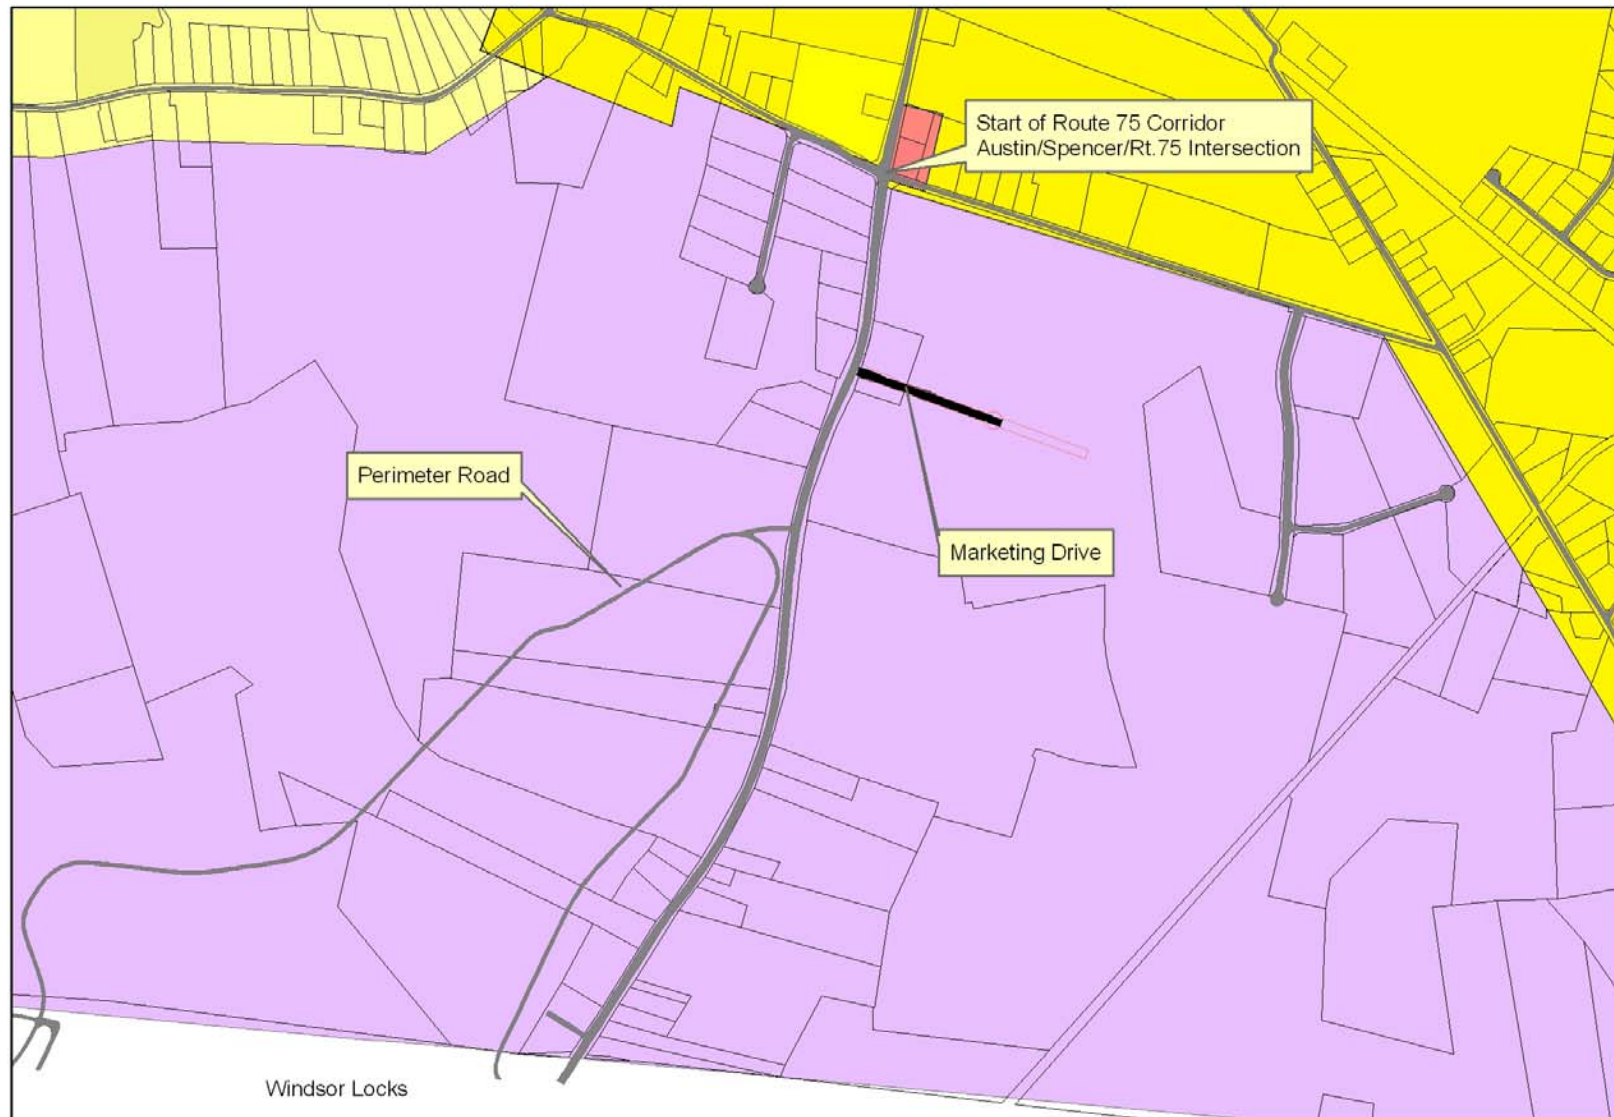 Start of Route 75 Corridor
Austin/Spencer/Rt.75 Intersection
Perimeter Road
Marketing Drive
Windsor Locks